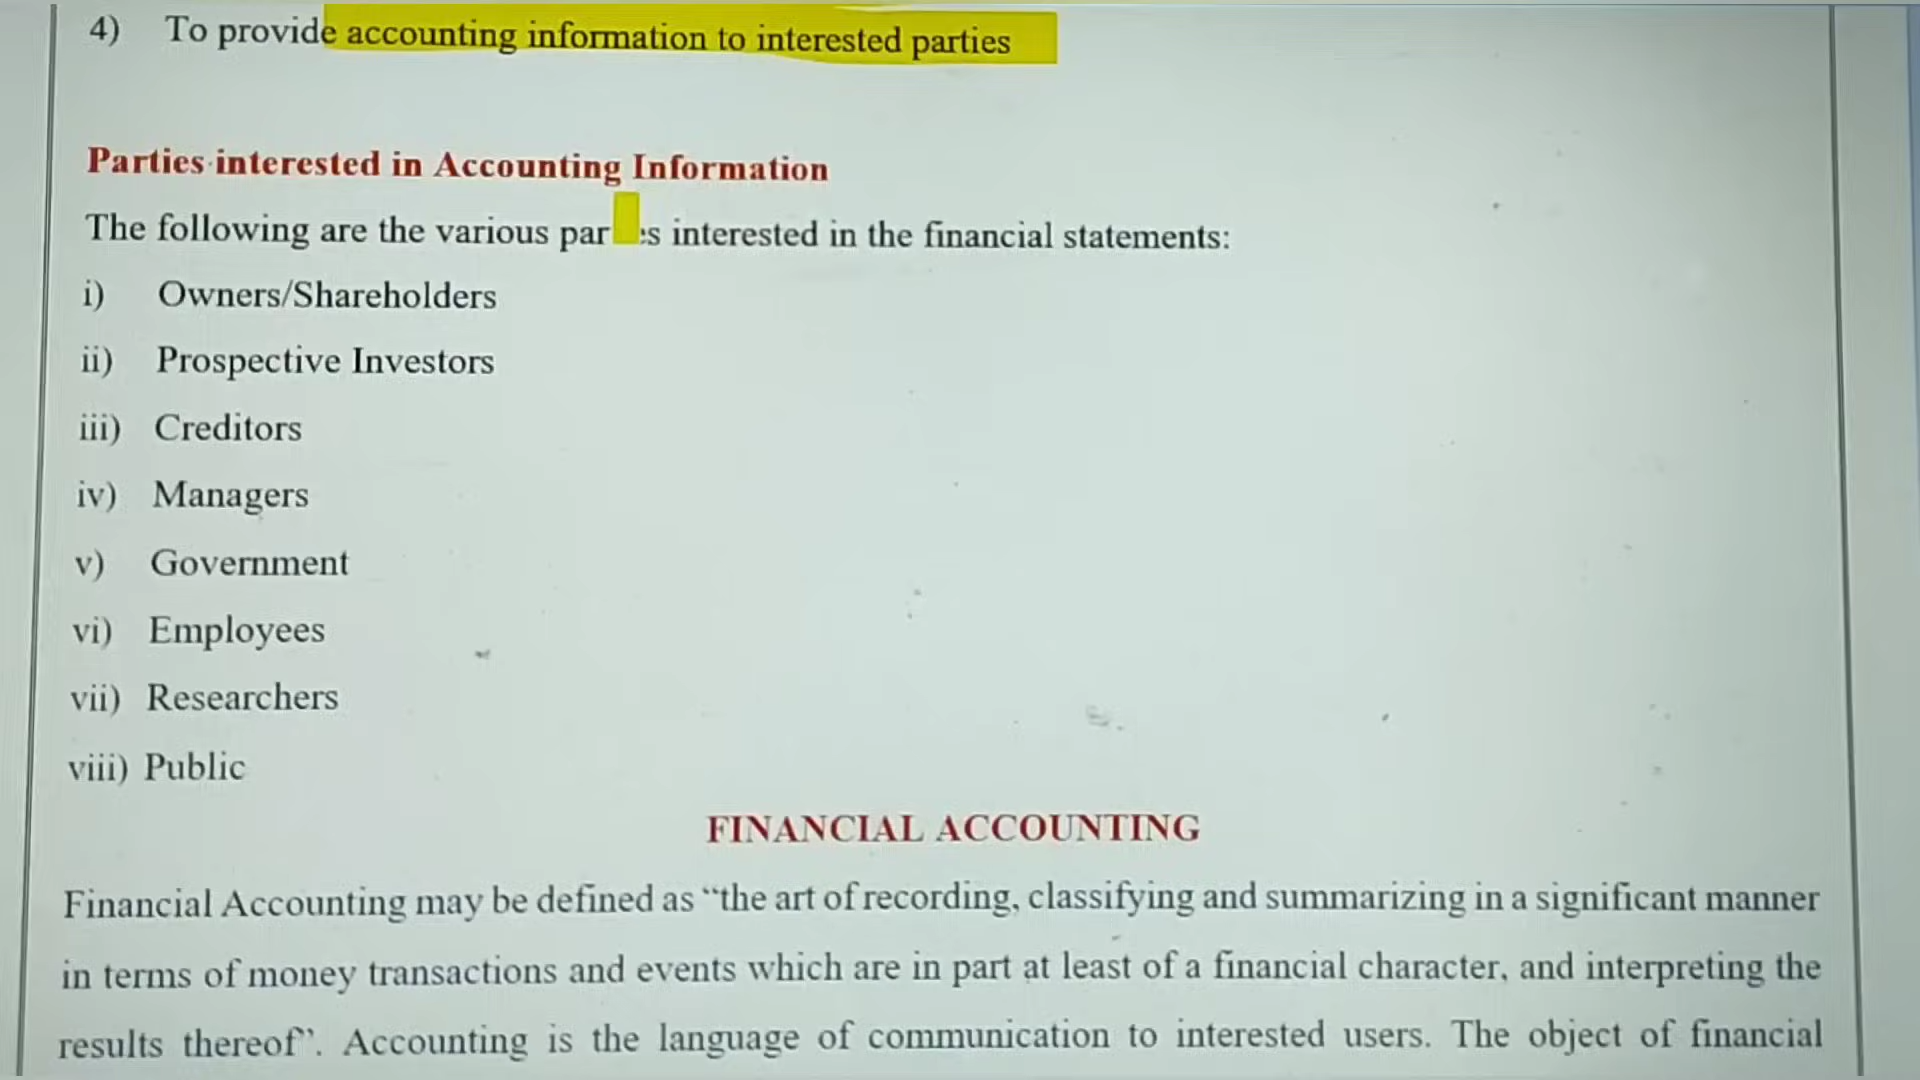 4) To provide accounting information to interested parties
Parties interested in Accounting Information
The following are the various par es interested in the financial statements:
i) Owners/Shareholders
ii) Prospective Investors
iii) Creditors
iv) Managers
v) Government
vi) Employees
vii) Researchers
viii) Public
FINANCIAL ACCOUNTING
Financial Accounting may be defined as “the art of recording, classifying and summarizing in a significant manner
in terms of money transactions and events which are in part at least of a financial character, and interpreting the
results thereof”. Accounting is the language of communication to interested users. The object of financial